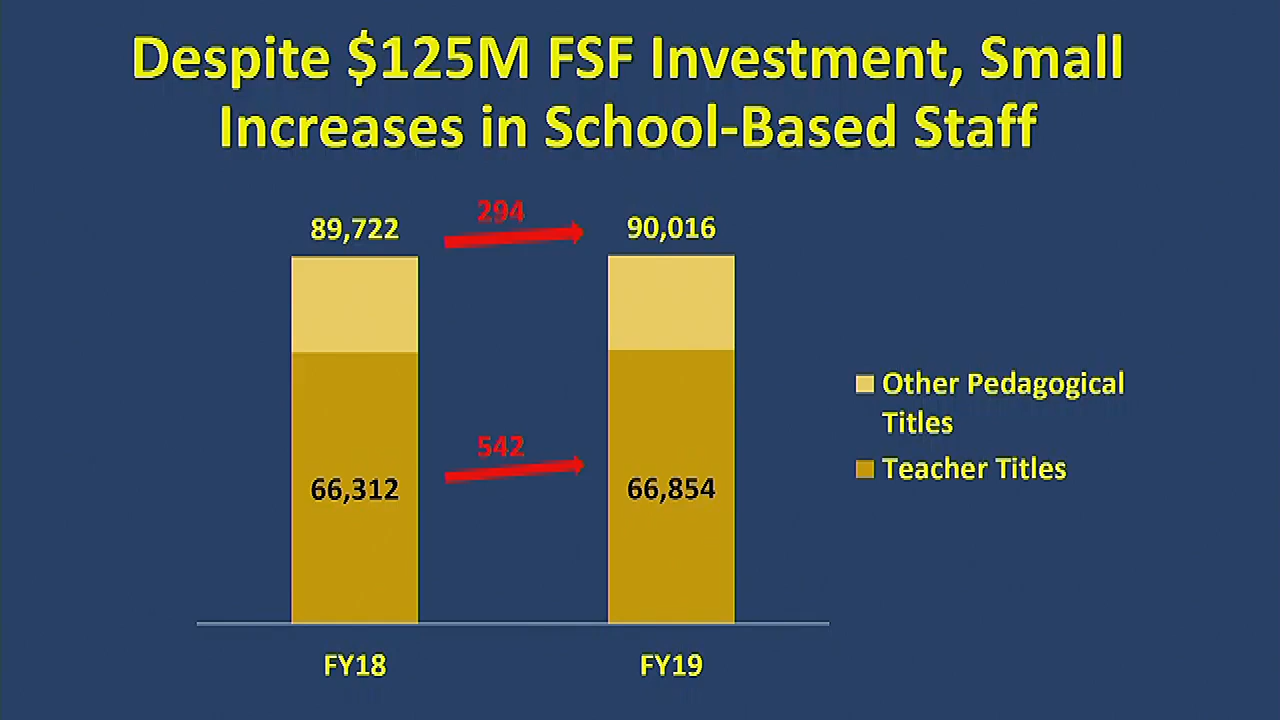 Despite $125M FSF Investment, Small
Increases in School-Based Staff
294
89,722
90,016
Other Pedagogical
Titles
542
Teacher Titles
66,312
66,854
FY18
FY19